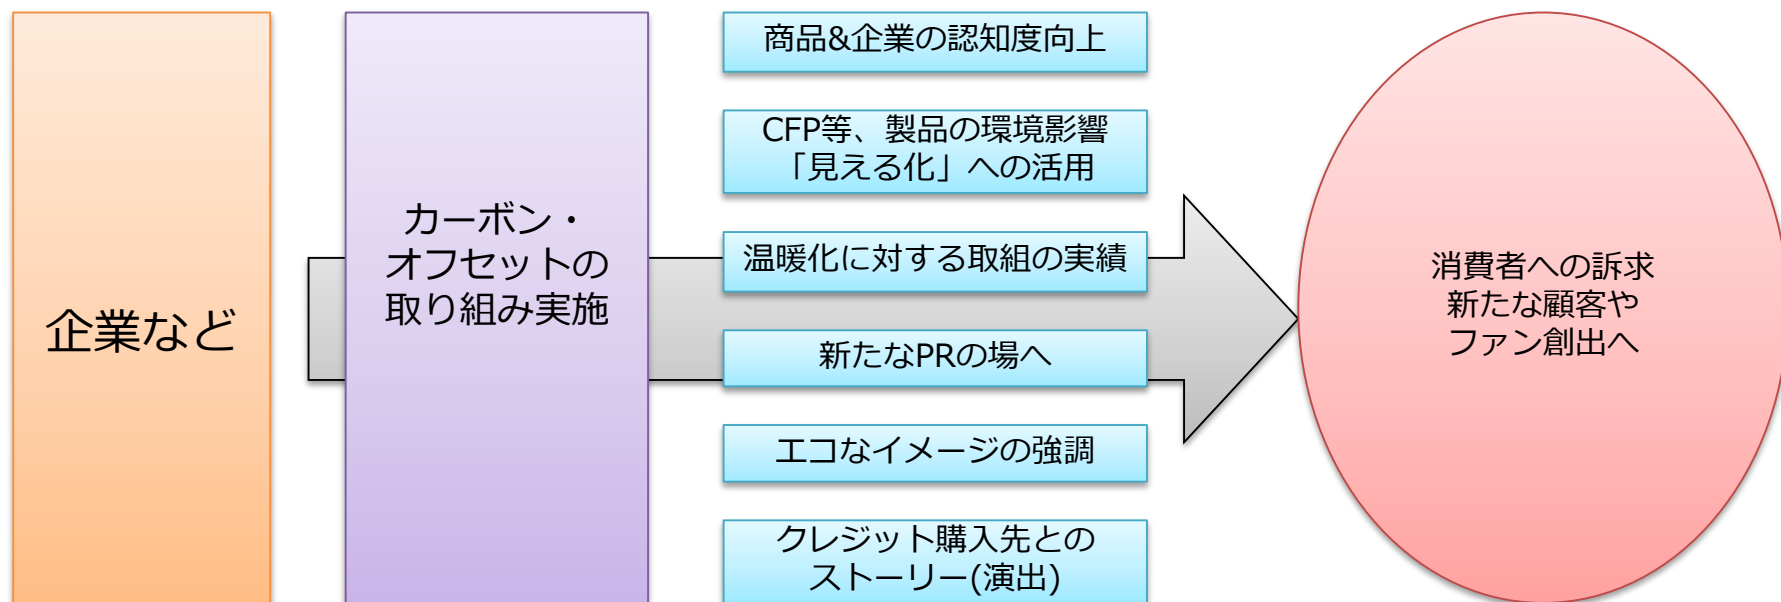 企業など
カーボン・
オフセットの
取り組み実施
商品&企業の認知度向上
CFP等、製品の環境影響
「見える化」への活用
温暖化に対する取組の実績
新たなPRの場へ
エコなイメージの強調
クレジット購入先との
ストーリー(演出)
消費者への訴求
新たな顧客や
ファン創出へ